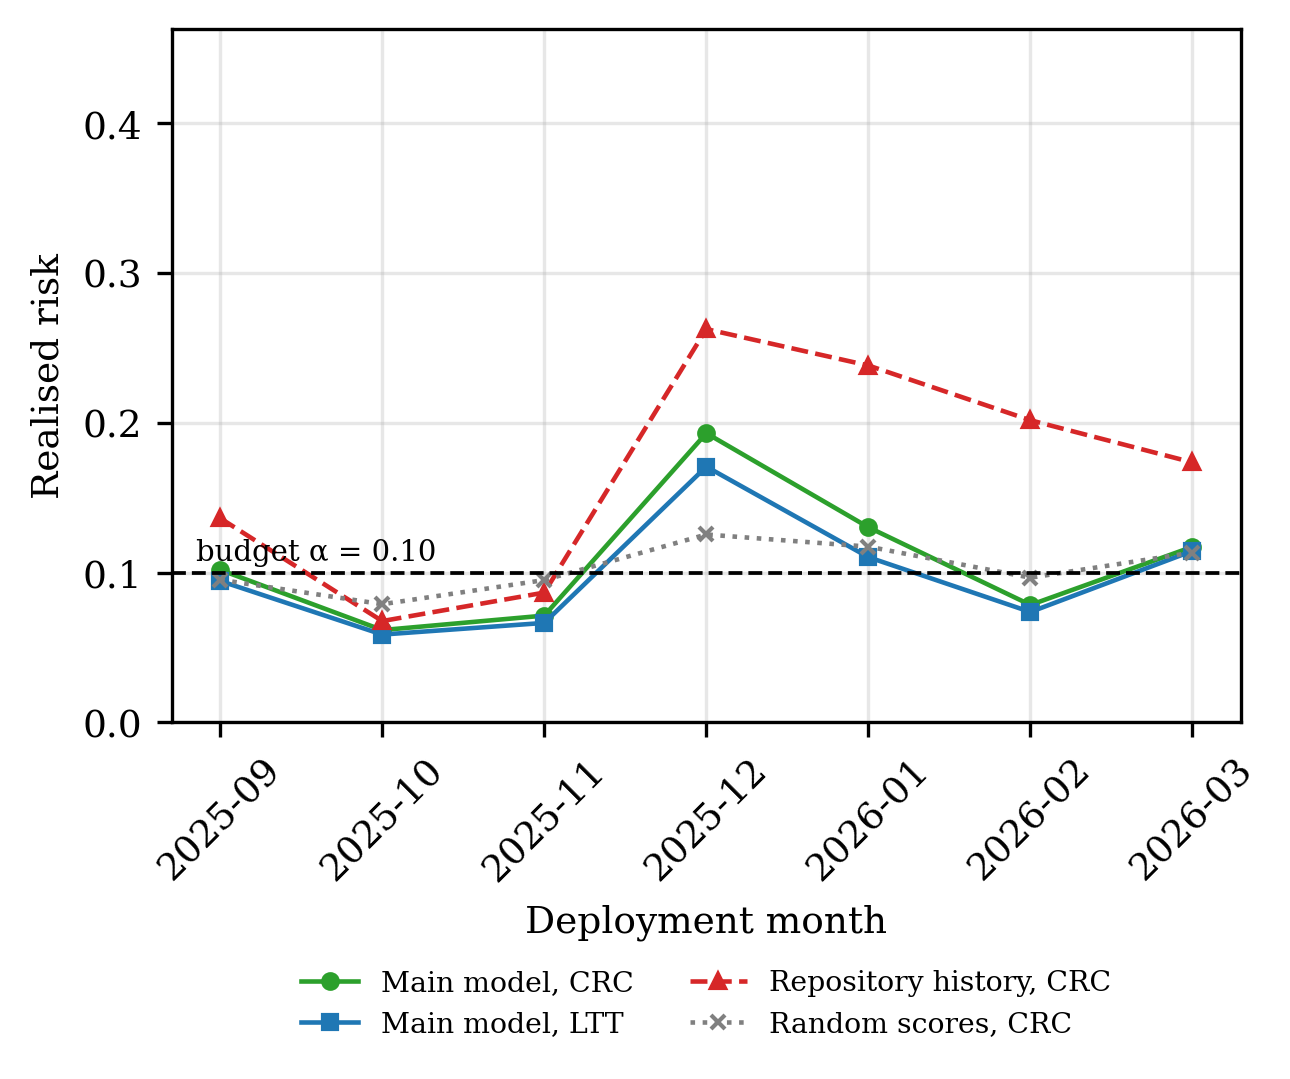 Realised risk
0.4
0.3
0.2
0.1
0.0
budget α = 0.10
2025-09
2025-10
2025-11
2025-12
2026-01
2026-02
2026-03
Deployment month
Main model, CRC
Main model, LTT
Repository history, CRC
Random scores, CRC